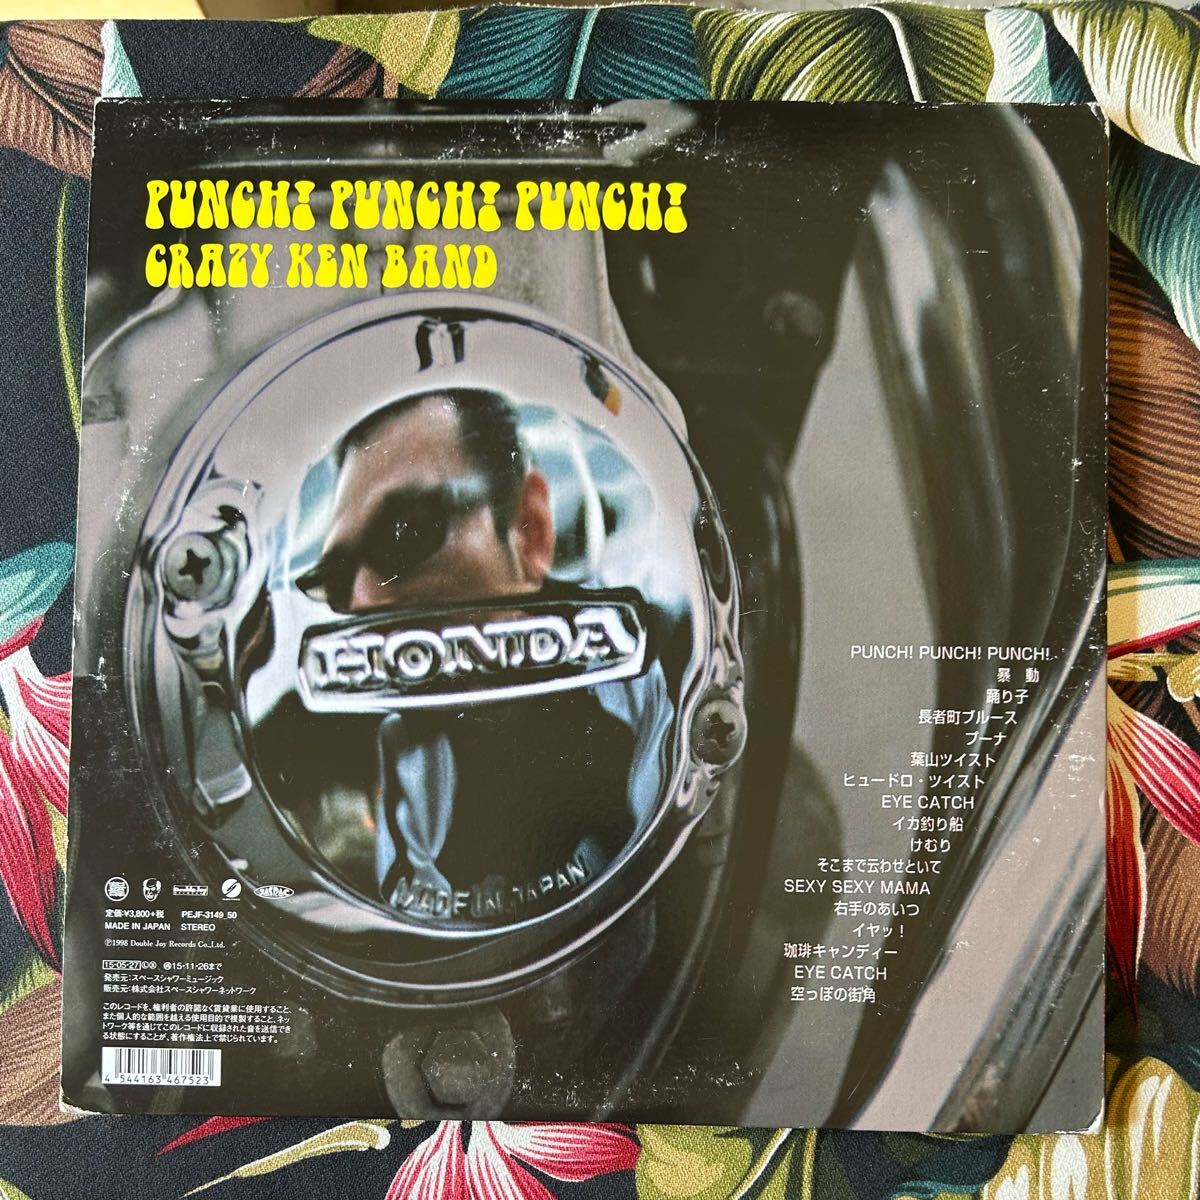 PUNCH! PUNCH! PUNCH!
CRAZY KEN BAND
HONDA
MADE IN JAPAN
PUNCH! PUNCH! PUNCH!
暴 動
踊り子
長者町ブルース
プーナ
葉山ツイスト
ヒュードロ・ツイスト
EYE CATCH
イカ釣り船
けむり
そこまで云わせといて
SEXY SEXY MAMA
右手のあいつ
イヤッ!
珈琲キャンディー
EYE CATCH
空っぽの街角
JASRAC
定価:¥3,800+税 PEJF-3149_50
MADE IN JAPAN STEREO
Ⓟ1998 Double Joy Records Co.,Ltd.
15・05・27 Ⓛ Ⓐ 15・11・26まで
発売元:スペースシャワーミュージック
販売元:株式会社スペースシャワーネットワーク
このレコードを、権利者の許諾なく賃貸業に使用すること、
また個人的な範囲を越える使用目的で複製すること、ネッ
トワーク等を通じてこのレコードに収録された音を送信でき
る状態にすることが、著作権法上で禁じられています。
4 544163 467523